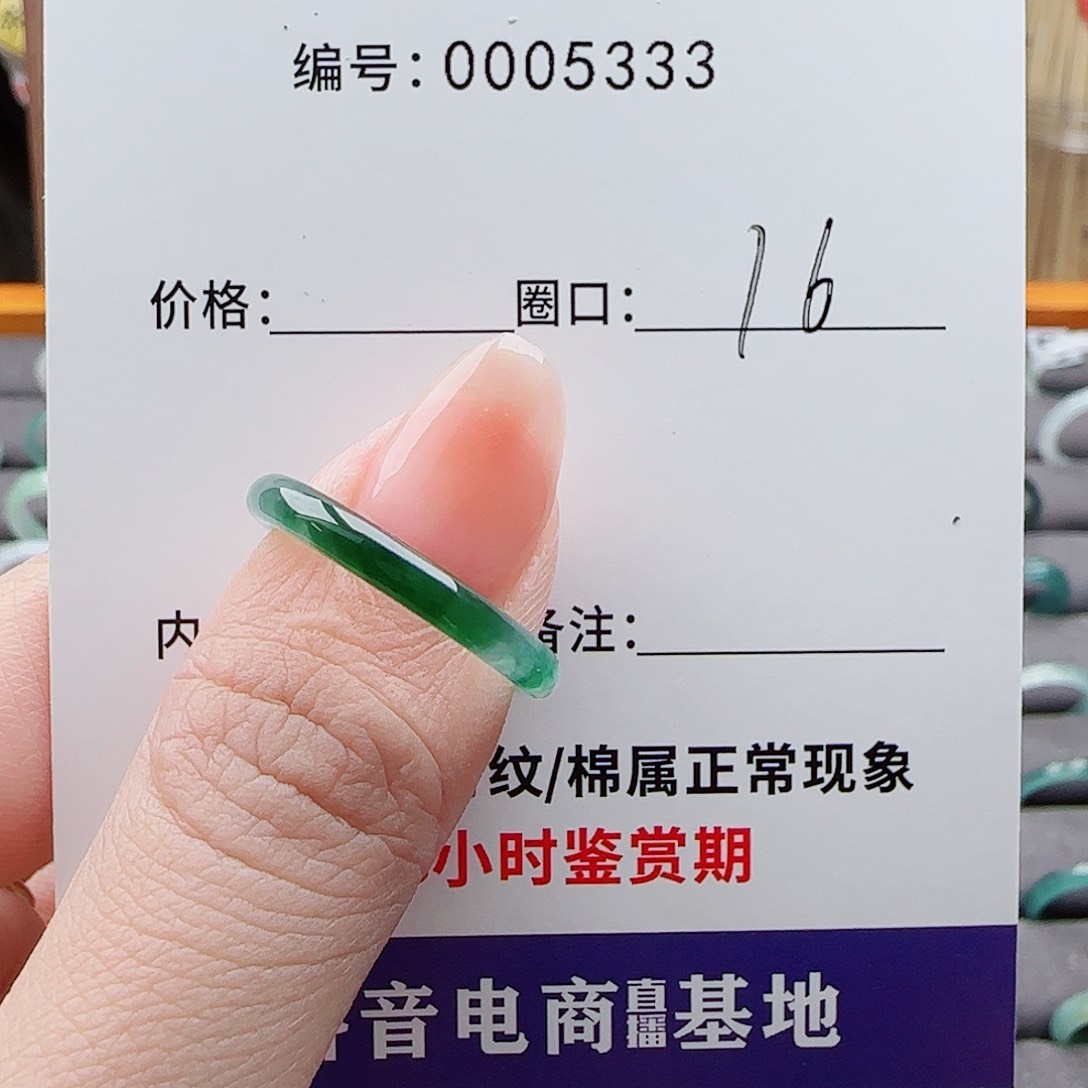 编号：0005333
价格： 圈口：16
内 备注：
纹/棉属正常现象
小时鉴赏期
音电商直播基地